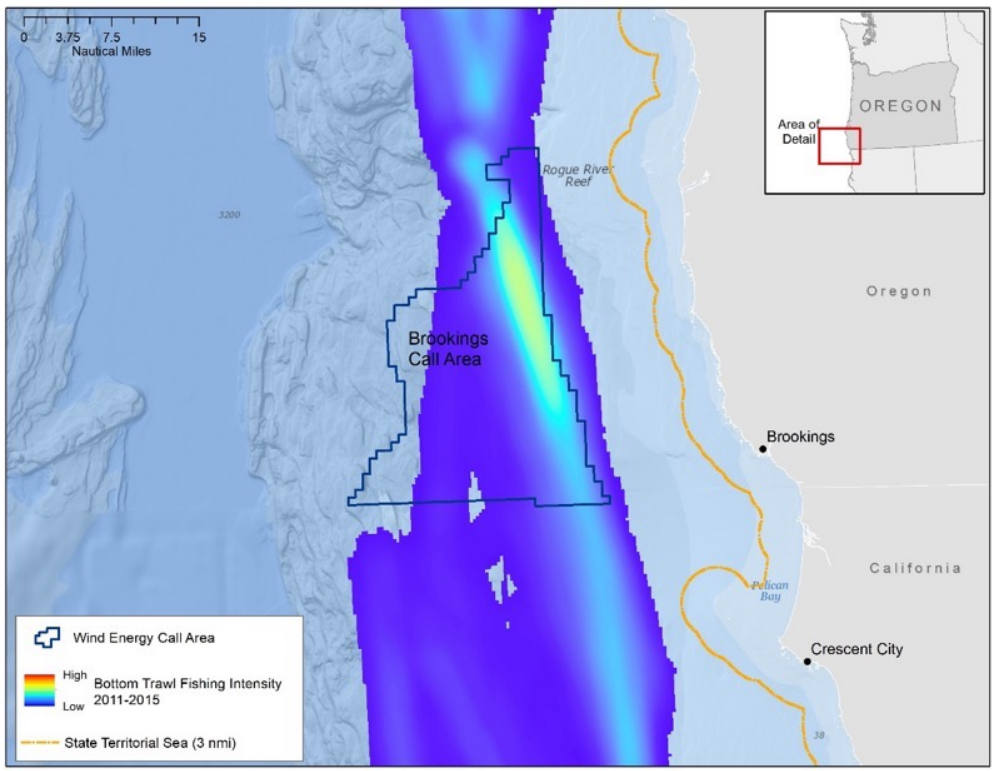 0 3.75 7.5 15
Nautical Miles
OREGON
Area of
Detail
Rogue River
Reef
3200
Oregon
Brookings
Call Area
Brookings
California
Pelican
Bay
Crescent City
38
Wind Energy Call Area
High
Low
Bottom Trawl Fishing Intensity
2011-2015
State Territorial Sea (3 nmi)